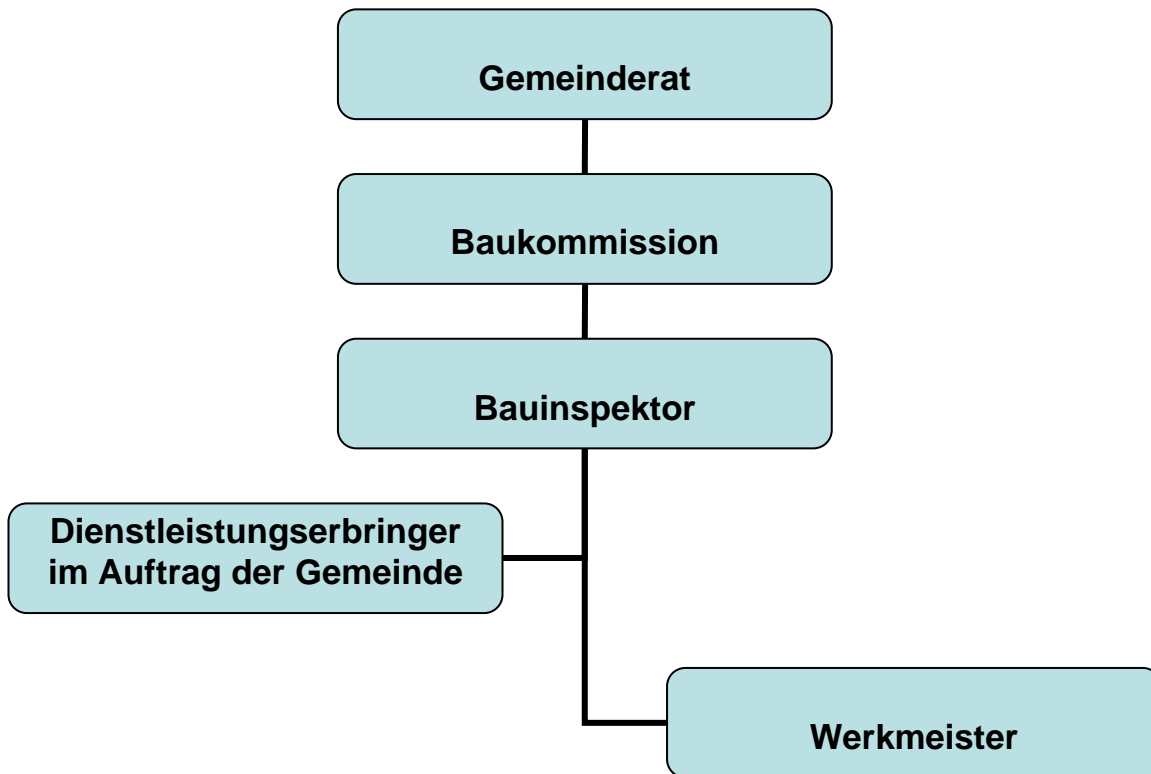 Gemeinderat
Baukommission
Bauinspektor
Dienstleistungserbringer
im Auftrag der Gemeinde
Werkmeister